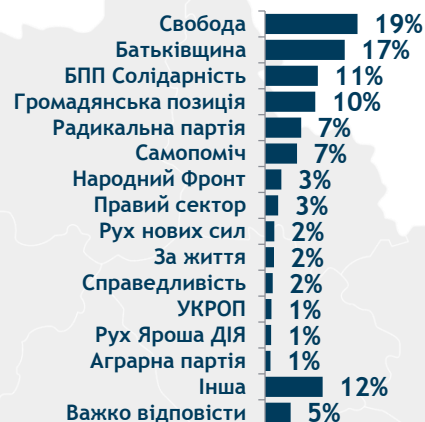 Свобода 19%
Батьківщина 17%
БПП Солідарність 11%
Громадянська позиція 10%
Радикальна партія 7%
Самопоміч 7%
Народний Фронт 3%
Правий сектор 3%
Рух нових сил 2%
За життя 2%
Справедливість 2%
УКРОП 1%
Рух Яроша ДІЯ 1%
Аграрна партія 1%
Інша 12%
Важко відповісти 5%